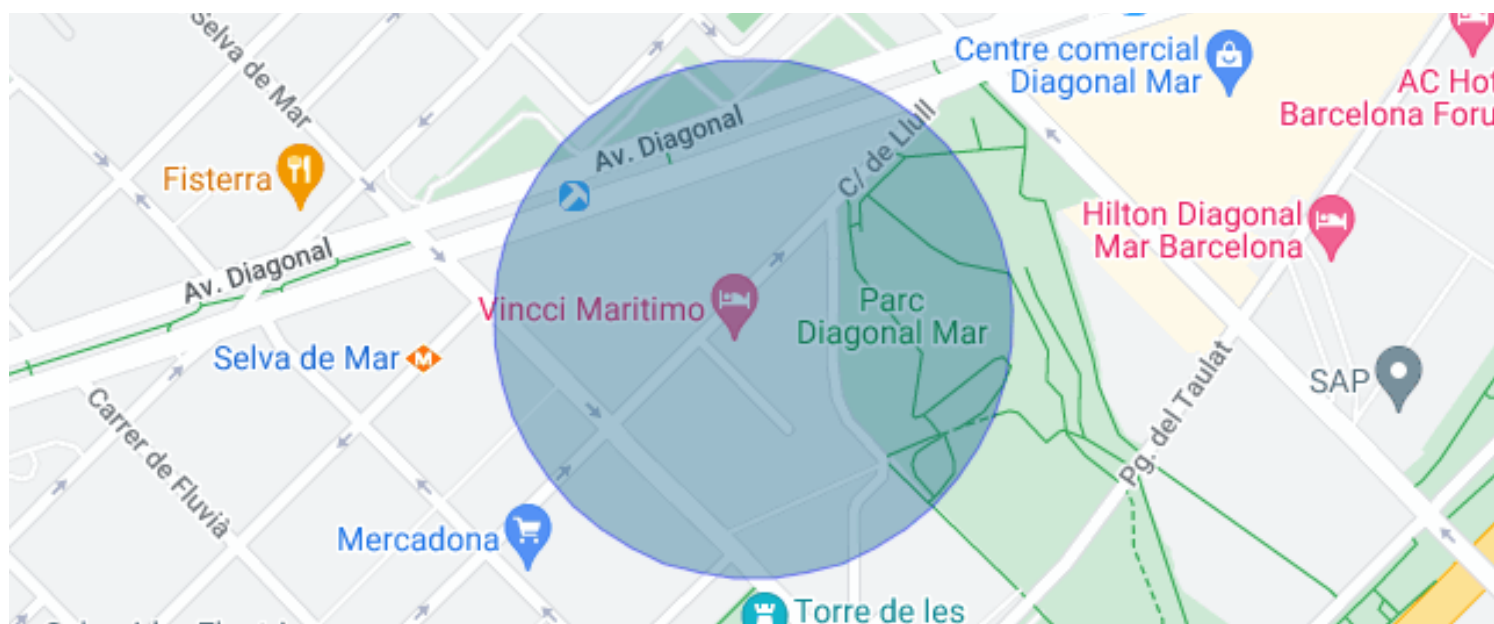 Selva de Mar
Centre comercial
Diagonal Mar
AC Hot
Barcelona Foru
Av. Diagonal
C/ de Llull
Fisterra
Hilton Diagonal
Mar Barcelona
Av. Diagonal
Vincci Maritimo
Parc
Diagonal Mar
Selva de Mar
M
SAP
Pg. del Taulat
Carrer de Fluvià
Mercadona
Torre de les